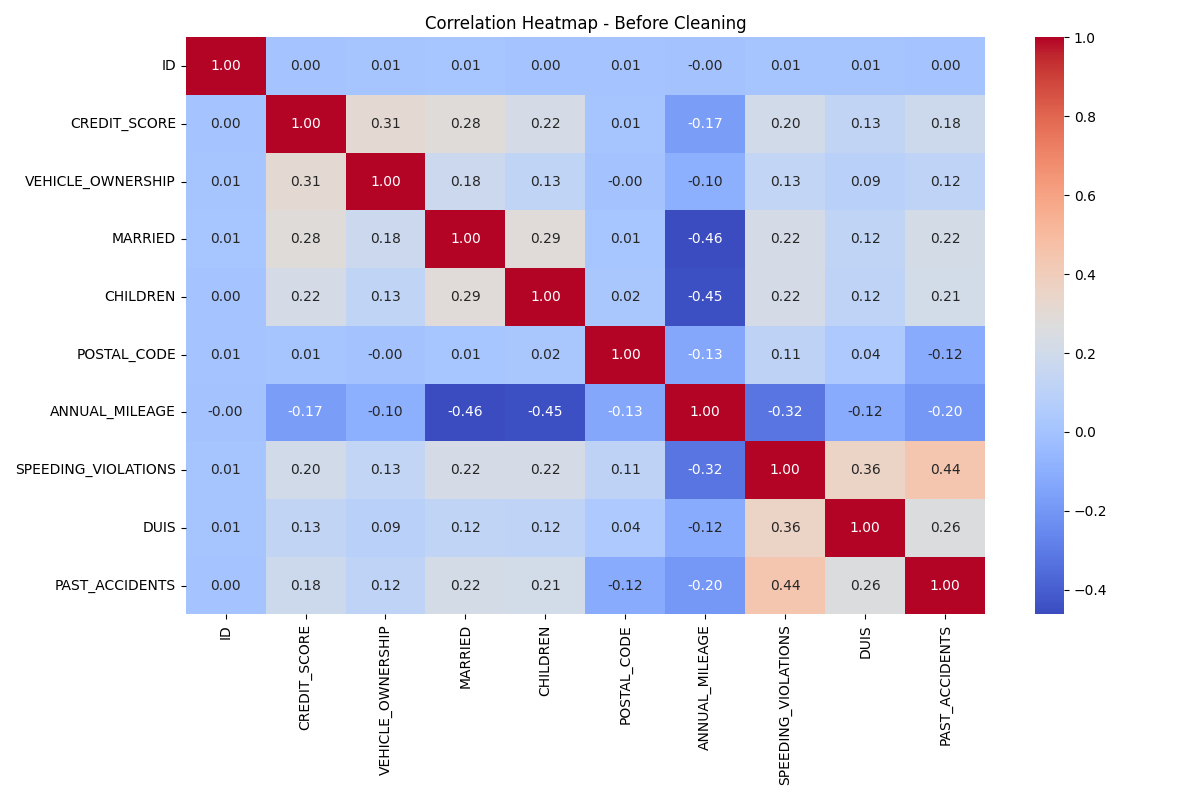 Correlation Heatmap - Before Cleaning
ID 1.00 0.00 0.01 0.01 0.00 0.01 -0.00 0.01 0.01 0.00
CREDIT_SCORE 0.00 1.00 0.31 0.28 0.22 0.01 -0.17 0.20 0.13 0.18
VEHICLE_OWNERSHIP 0.01 0.31 1.00 0.18 0.13 -0.00 -0.10 0.13 0.09 0.12
MARRIED 0.01 0.28 0.18 1.00 0.29 0.01 -0.46 0.22 0.12 0.22
CHILDREN 0.00 0.22 0.13 0.29 1.00 0.02 -0.45 0.22 0.12 0.21
POSTAL_CODE 0.01 0.01 -0.00 0.01 0.02 1.00 -0.13 0.11 0.04 -0.12
ANNUAL_MILEAGE -0.00 -0.17 -0.10 -0.46 -0.45 -0.13 1.00 -0.32 -0.12 -0.20
SPEEDING_VIOLATIONS 0.01 0.20 0.13 0.22 0.22 0.11 -0.32 1.00 0.36 0.44
DUIS 0.01 0.13 0.09 0.12 0.12 0.04 -0.12 0.36 1.00 0.26
PAST_ACCIDENTS 0.00 0.18 0.12 0.22 0.21 -0.12 -0.20 0.44 0.26 1.00
ID
CREDIT_SCORE
VEHICLE_OWNERSHIP
MARRIED
CHILDREN
POSTAL_CODE
ANNUAL_MILEAGE
SPEEDING_VIOLATIONS
DUIS
PAST_ACCIDENTS
1.0
0.8
0.6
0.4
0.2
0.0
−0.2
−0.4